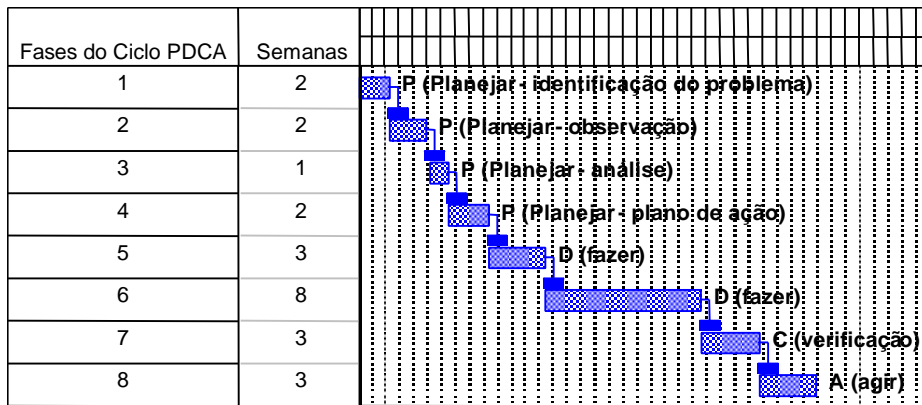 Fases do Ciclo PDCA Semanas
1 2 P (Planejar - identificação do problema)
2 2 P (Planejar - observação)
3 1 P (Planejar - análise)
4 2 P (Planejar - plano de ação)
5 3 D (fazer)
6 8 D (fazer)
7 3 C (verificação)
8 3 A (agir)